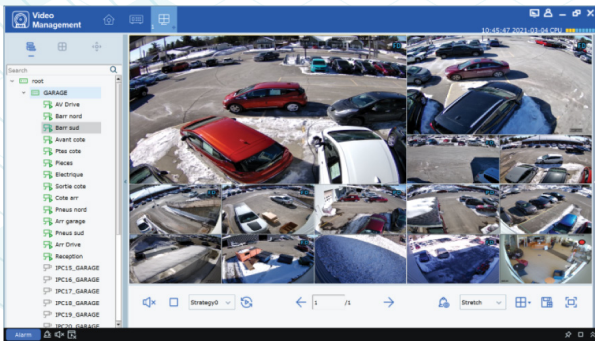 Video
Management
10:45:47 2021-03-04 CPU
Search
root
GARAGE
AV Drive
Barr nord
Barr sud
Avant cote
Ptes cote
Pieces
Electrique
Sortie cote
Cote arr
Pneus nord
Arr garage
Pneus sud
Arr Drive
Reception
IPC15_GARAGE
IPC16_GARAGE
IPC17_GARAGE
IPC18_GARAGE
IPC19_GARAGE
IPC20_GARAGE
Strategy0
1
/1
Stretch
Alarm